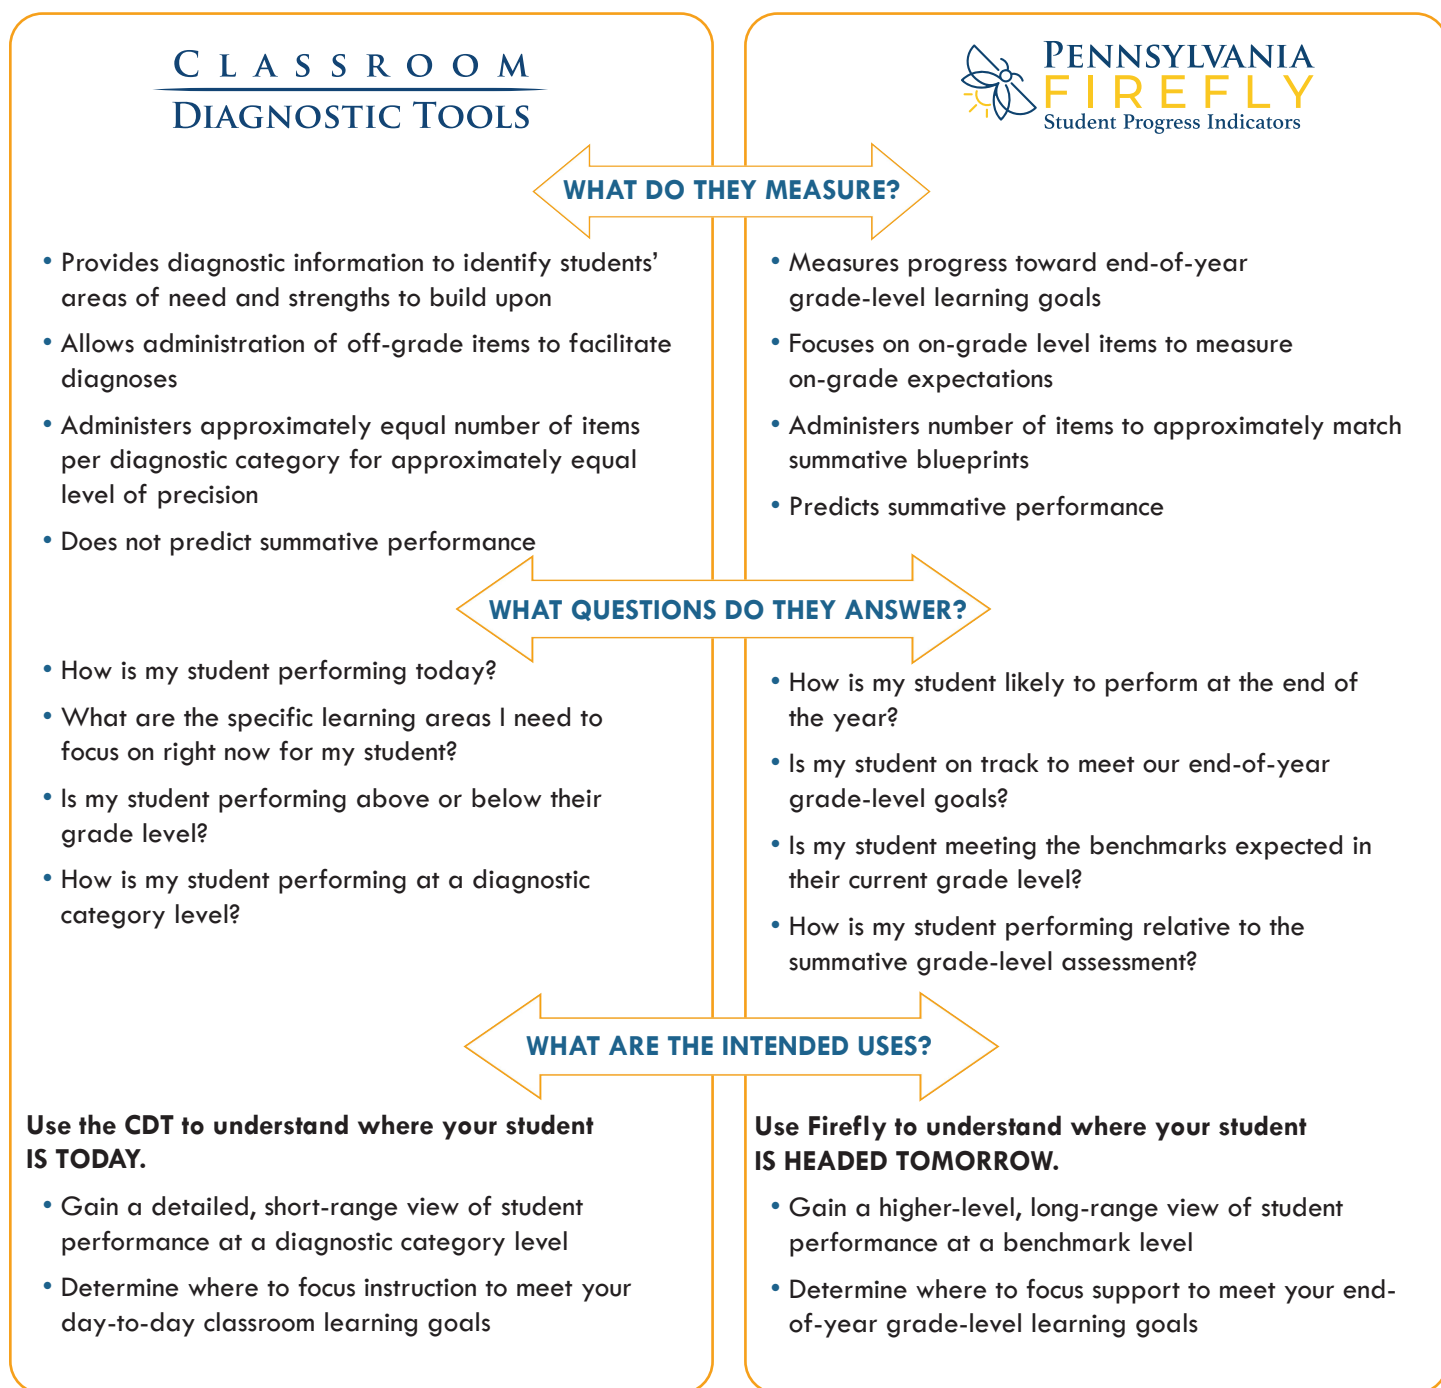 CLASSROOM
DIAGNOSTIC TOOLS
PENNSYLVANIA
FIREFLY
Student Progress Indicators
WHAT DO THEY MEASURE?
• Provides diagnostic information to identify students’
areas of need and strengths to build upon
• Allows administration of off-grade items to facilitate
diagnoses
• Administers approximately equal number of items
per diagnostic category for approximately equal
level of precision
• Does not predict summative performance
• Measures progress toward end-of-year
grade-level learning goals
• Focuses on on-grade level items to measure
on-grade expectations
• Administers number of items to approximately match
summative blueprints
• Predicts summative performance
WHAT QUESTIONS DO THEY ANSWER?
• How is my student performing today?
• What are the specific learning areas I need to
focus on right now for my student?
• Is my student performing above or below their
grade level?
• How is my student performing at a diagnostic
category level?
• How is my student likely to perform at the end of
the year?
• Is my student on track to meet our end-of-year
grade-level goals?
• Is my student meeting the benchmarks expected in
their current grade level?
• How is my student performing relative to the
summative grade-level assessment?
WHAT ARE THE INTENDED USES?
Use the CDT to understand where your student
IS TODAY.
• Gain a detailed, short-range view of student
performance at a diagnostic category level
• Determine where to focus instruction to meet your
day-to-day classroom learning goals
Use Firefly to understand where your student
IS HEADED TOMORROW.
• Gain a higher-level, long-range view of student
performance at a benchmark level
• Determine where to focus support to meet your end-
of-year grade-level learning goals